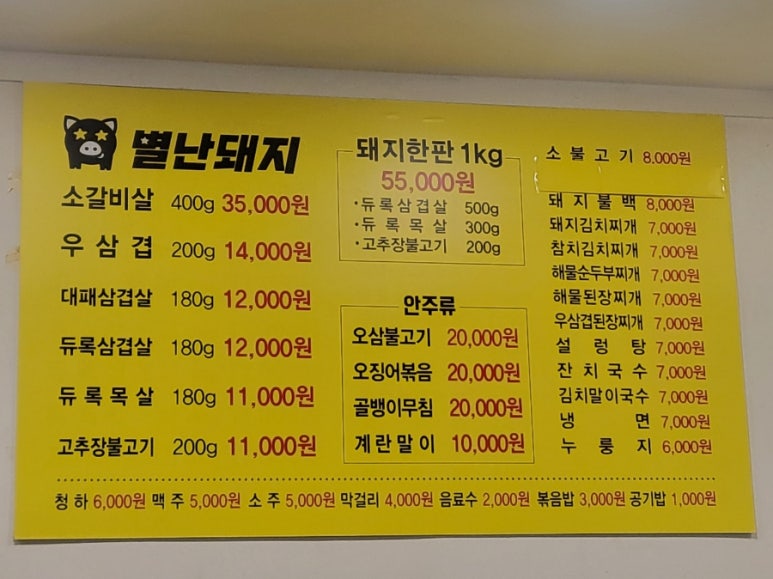 별난돼지
소갈비살 400g 35,000원
우삼겹 200g 14,000원
대패삼겹살 180g 12,000원
듀록삼겹살 180g 12,000원
듀록목살 180g 11,000원
고추장불고기 200g 11,000원
돼지한판 1kg
55,000원
·듀록삼겹살 500g
·듀록목살 300g
·고추장불고기 200g
안주류
오삼불고기 20,000원
오징어볶음 20,000원
골뱅이무침 20,000원
계란말이 10,000원
소불고기 8,000원
돼지불백 8,000원
돼지김치찌개 7,000원
참치김치찌개 7,000원
해물순두부찌개 7,000원
해물된장찌개 7,000원
우삼겹된장찌개 7,000원
설렁탕 7,000원
잔치국수 7,000원
김치말이국수 7,000원
냉면 7,000원
누룽지 6,000원
청하 6,000원 맥주 5,000원 소주 5,000원 막걸리 4,000원 음료수 2,000원 볶음밥 3,000원 공기밥 1,000원